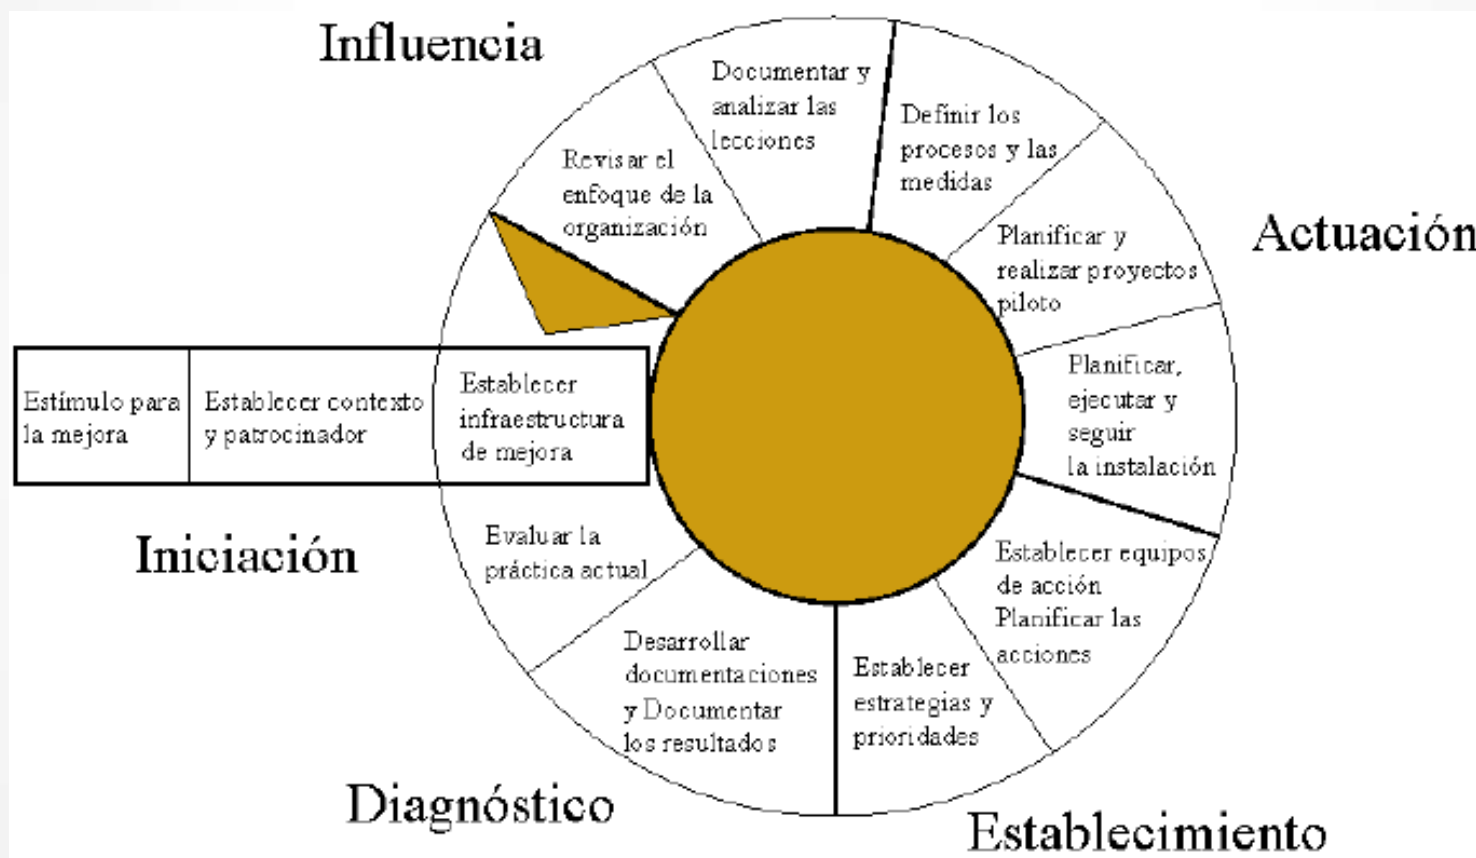 Influencia
Documentar y
analizar las
lecciones
Definir los
procesos y las
medidas
Revisar el
enfoque de la
organización
Planificar y
realizar proyectos
piloto
Actuación
Planificar,
ejecutar y
seguir
la instalación
Estímulo para
la mejora
Establecer contexto
y patrocinador
Establecer
infraestructura
de mejora
Iniciación
Evaluar la
práctica actual
Establecer equipos
de acción
Planificar las
acciones
Desarrollar
documentaciones
y Documentar
los resultados
Establecer
estrategias y
prioridades
Diagnóstico
Establecimiento